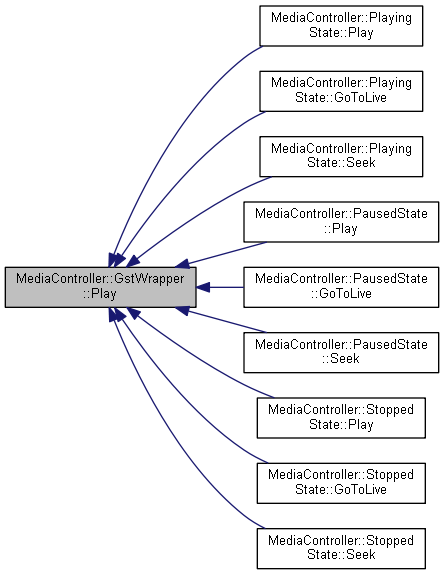 MediaController::Playing
State::Play
MediaController::Playing
State::GoToLive
MediaController::Playing
State::Seek
MediaController::PausedState
::Play
MediaController::GstWrapper
::Play
MediaController::PausedState
::GoToLive
MediaController::PausedState
::Seek
MediaController::Stopped
State::Play
MediaController::Stopped
State::GoToLive
MediaController::Stopped
State::Seek